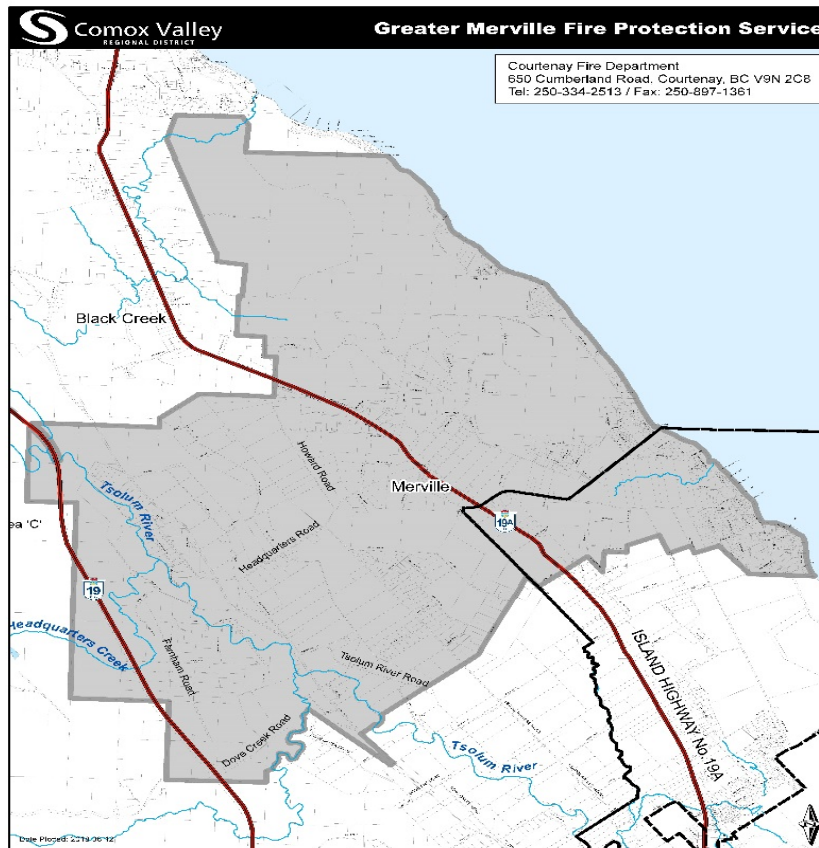 Comox Valley
REGIONAL DISTRICT
Greater Merville Fire Protection Service
Courtenay Fire Department
650 Cumberland Road, Courtenay, BC V9N 2C8
Tel: 250-334-2513 / Fax: 250-897-1361
Black Creek
Howard Road
Merville
Tsolum River
19A
ea 'C'
Headquarters Road
19
Headquarters Creek
Farnham Road
Tsolum River Road
ISLAND HIGHWAY No.19A
Dove Creek Road
Tsolum River